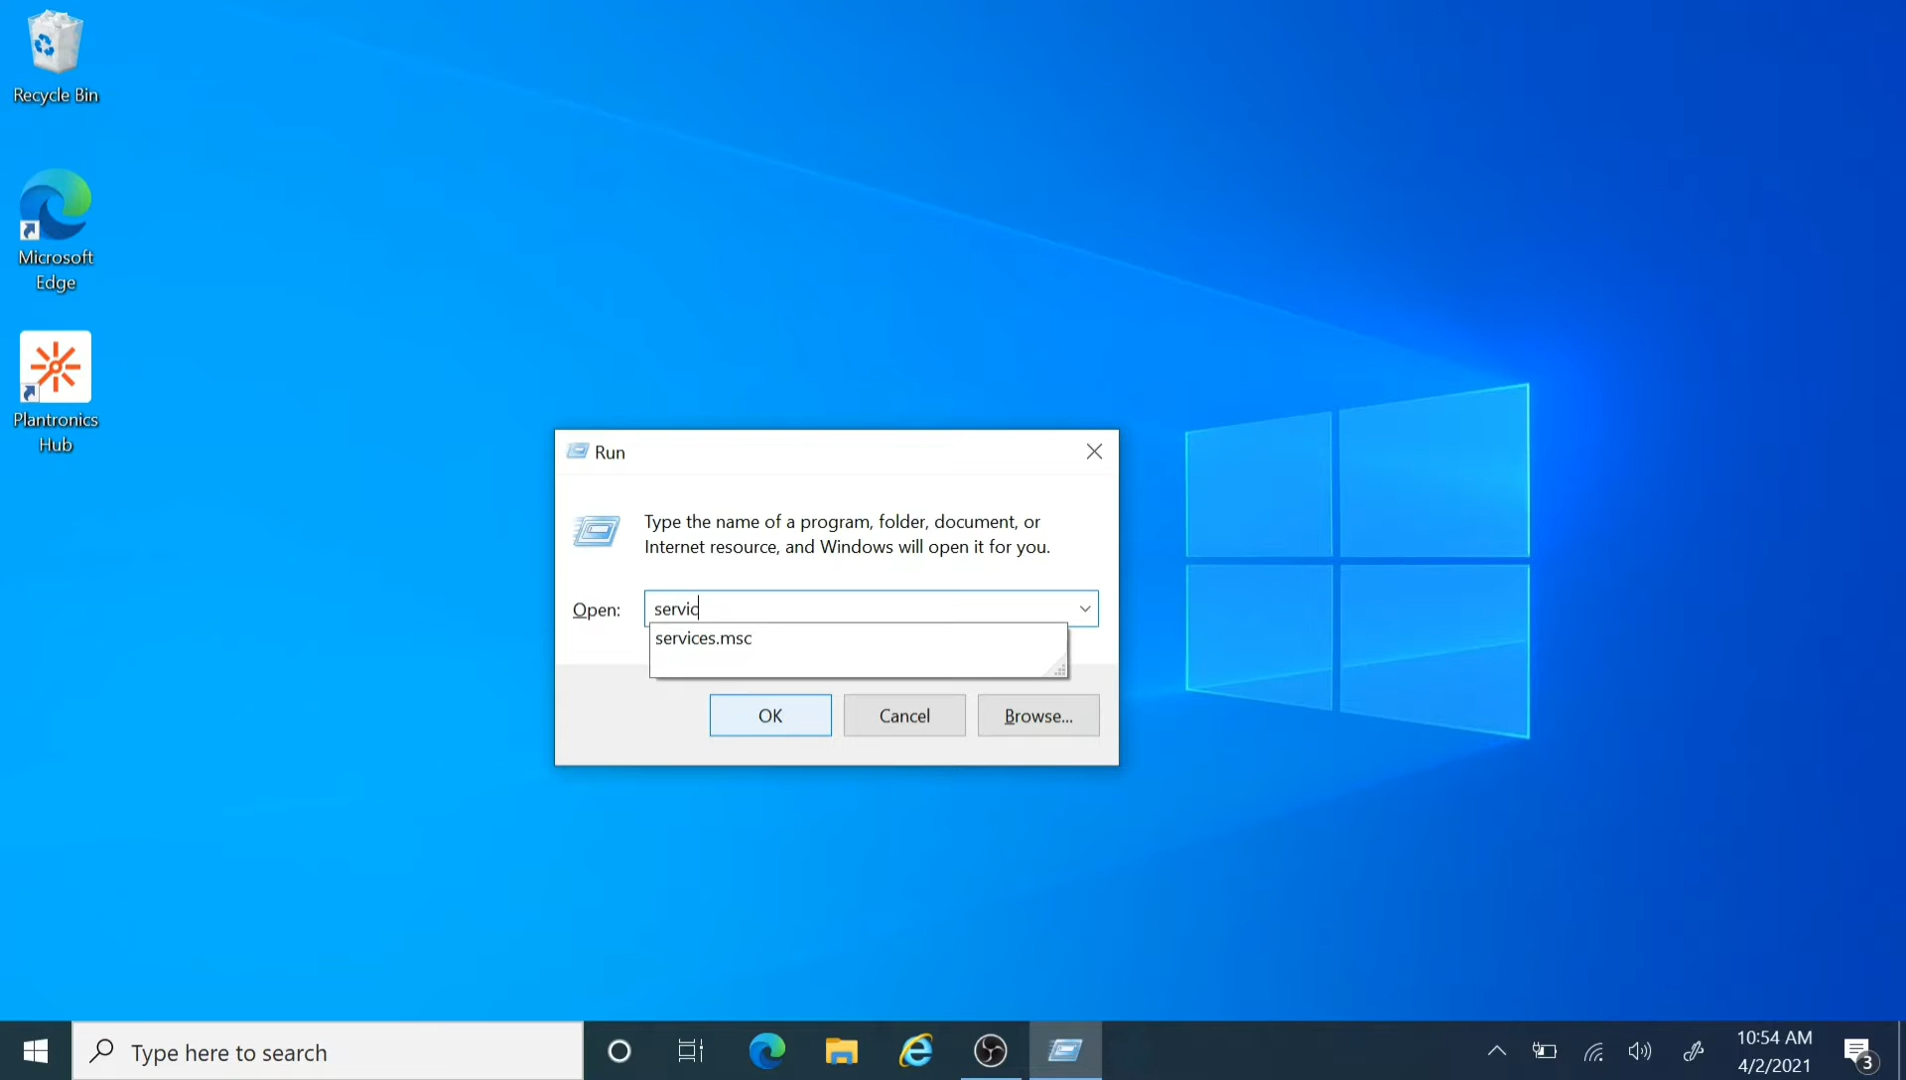 Recycle Bin
Microsoft
Edge
Plantronics
Hub
Run
Type the name of a program, folder, document, or
Internet resource, and Windows will open it for you.
Open:
servic
services.msc
OK
Cancel
Browse...
Type here to search
10:54 AM
4/2/2021
3